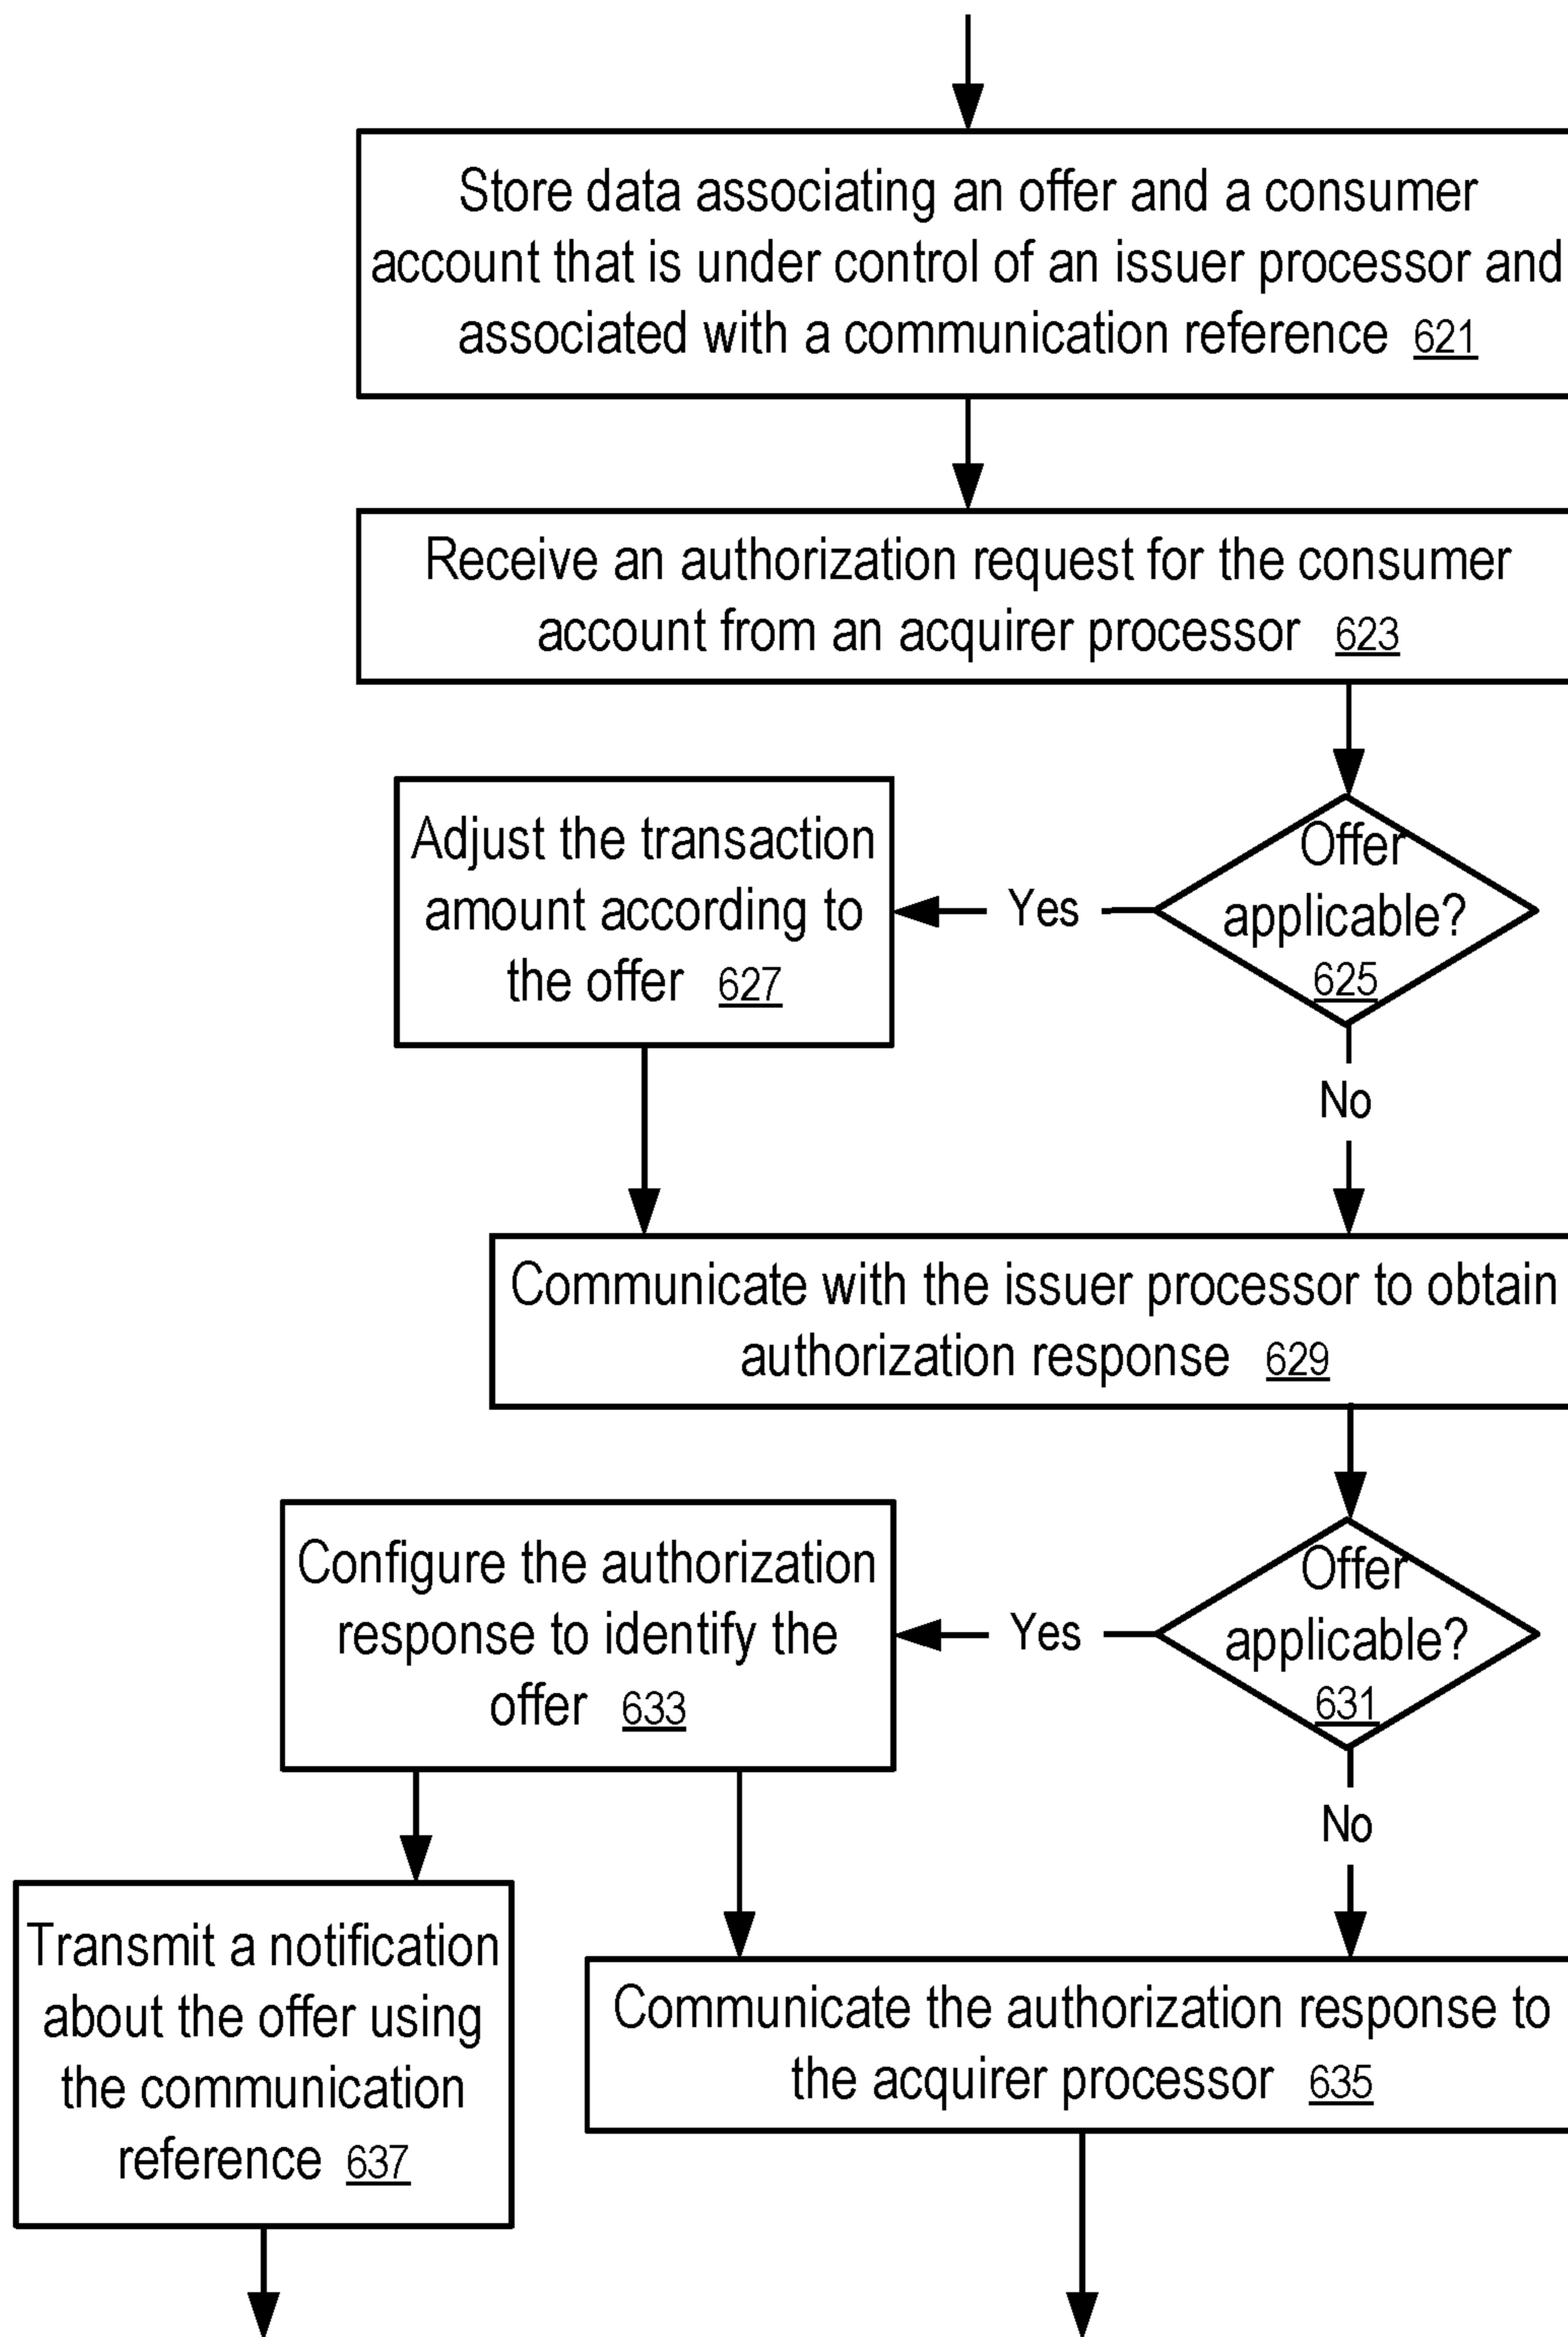 Store data associating an offer and a consumer
account that is under control of an issuer processor and
associated with a communication reference 621
Receive an authorization request for the consumer
account from an acquirer processor 623
Offer
applicable?
625
Yes
Adjust the transaction
amount according to
the offer 627
No
Communicate with the issuer processor to obtain
authorization response 629
Offer
applicable?
631
Yes
Configure the authorization
response to identify the
offer 633
No
Transmit a notification
about the offer using
the communication
reference 637
Communicate the authorization response to
the acquirer processor 635